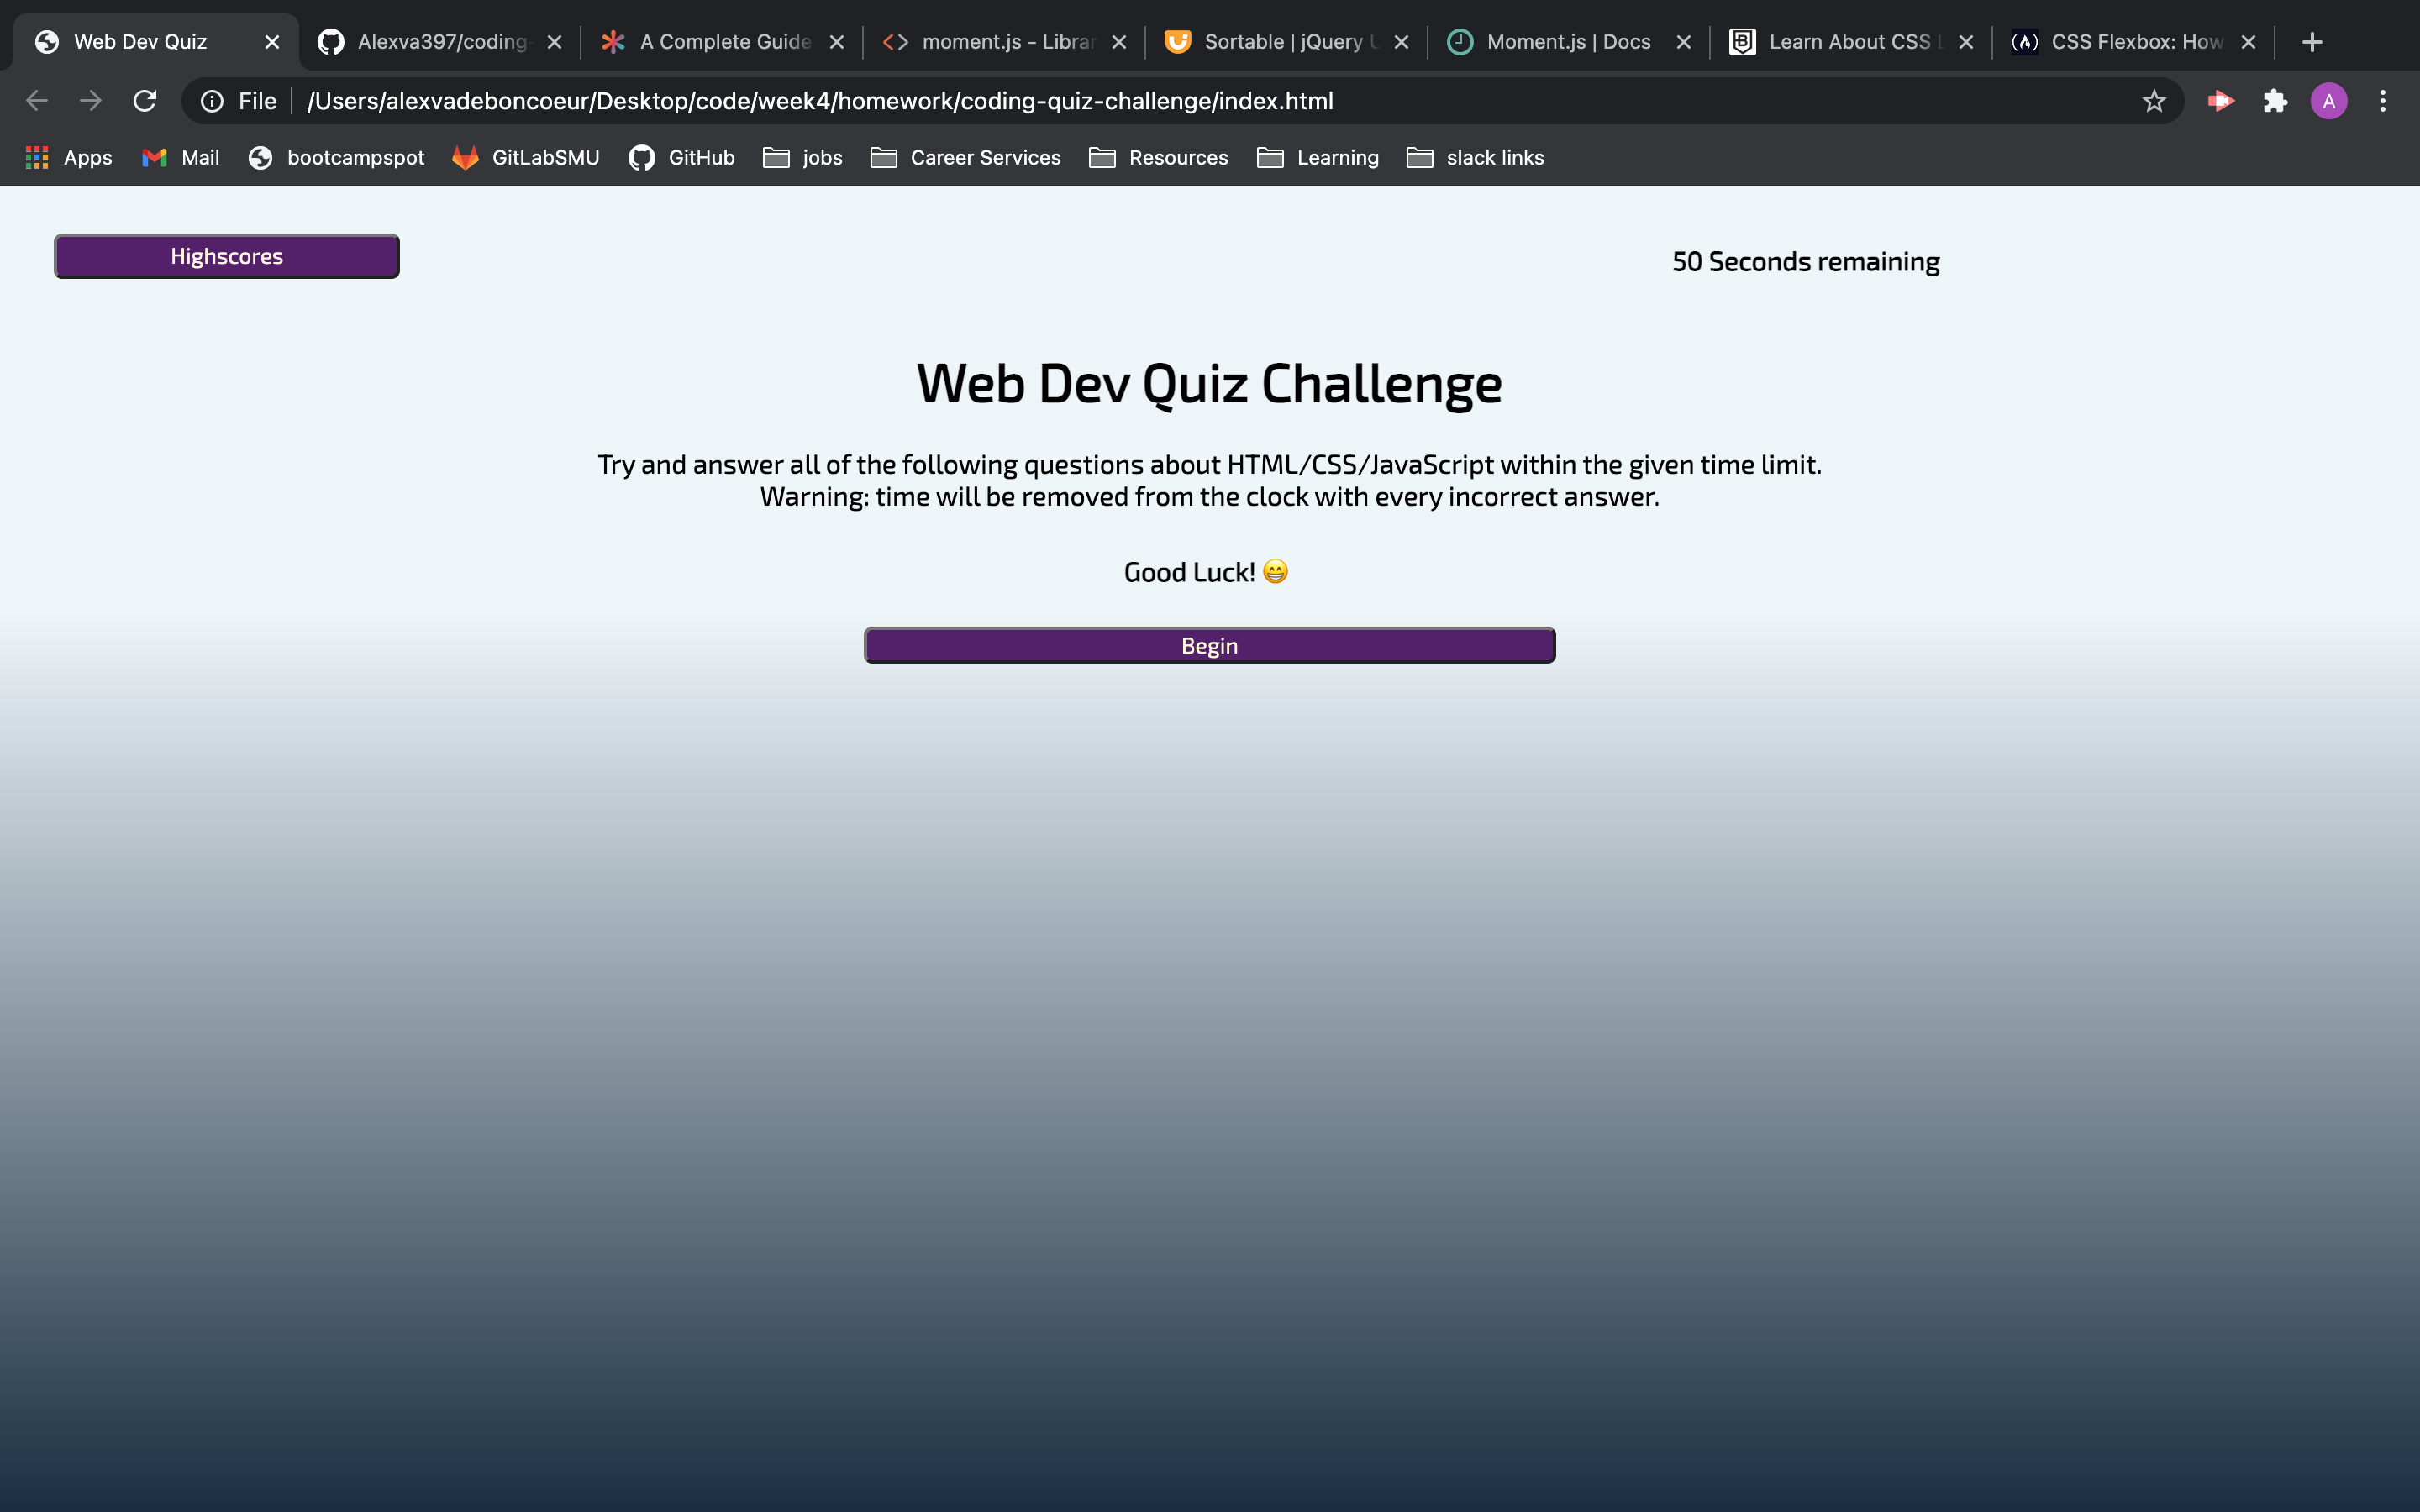 Web Dev Quiz
Alexva397/coding-
A Complete Guide
moment.js - Librar
Sortable | jQuery U
Moment.js | Docs
Learn About CSS L
CSS Flexbox: How
File
/Users/alexvadeboncoeur/Desktop/code/week4/homework/coding-quiz-challenge/index.html
A
Apps
Mail
bootcampspot
GitLabSMU
GitHub
jobs
Career Services
Resources
Learning
slack links
Highscores
50 Seconds remaining
Web Dev Quiz Challenge
Try and answer all of the following questions about HTML/CSS/JavaScript within the given time limit.
Warning: time will be removed from the clock with every incorrect answer.
Good Luck! 😁
Begin